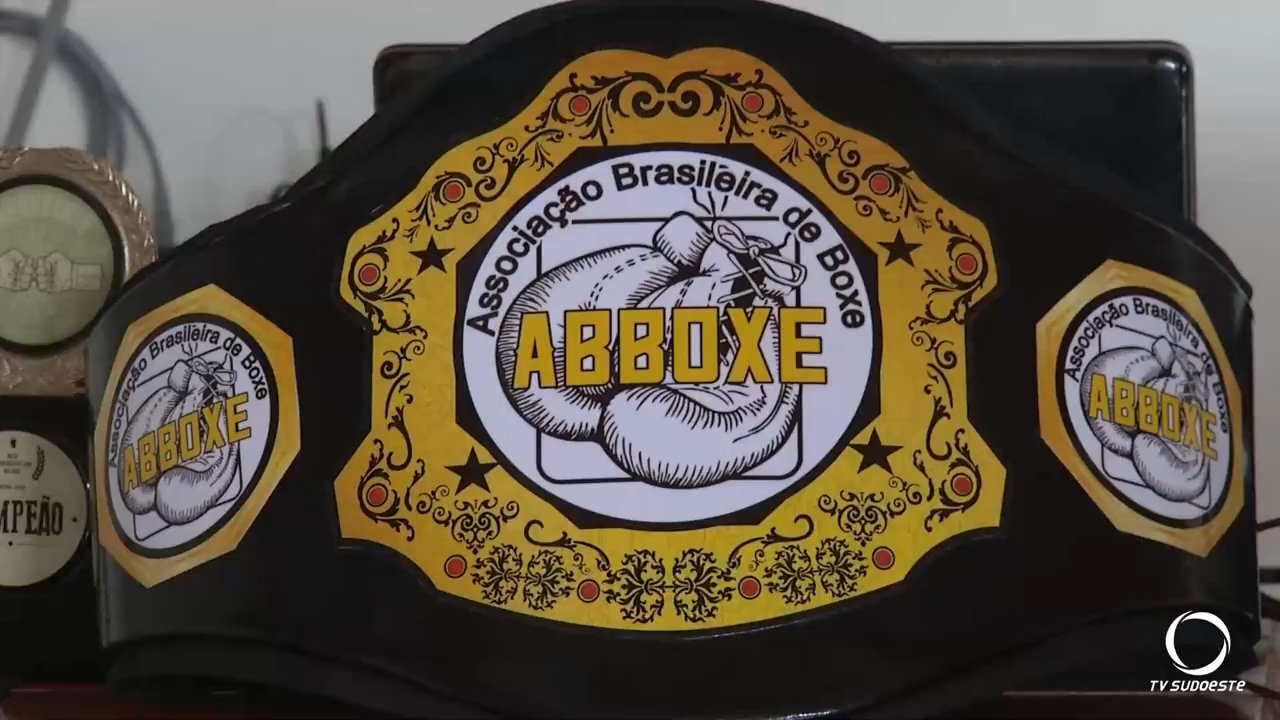 Associação Brasileira de Boxe
ABBOXE
Associação Brasileira de Boxe
ABBOXE
Associação Brasileira de Boxe
ABBOXE
MPEÃO
TV SUDOESTE